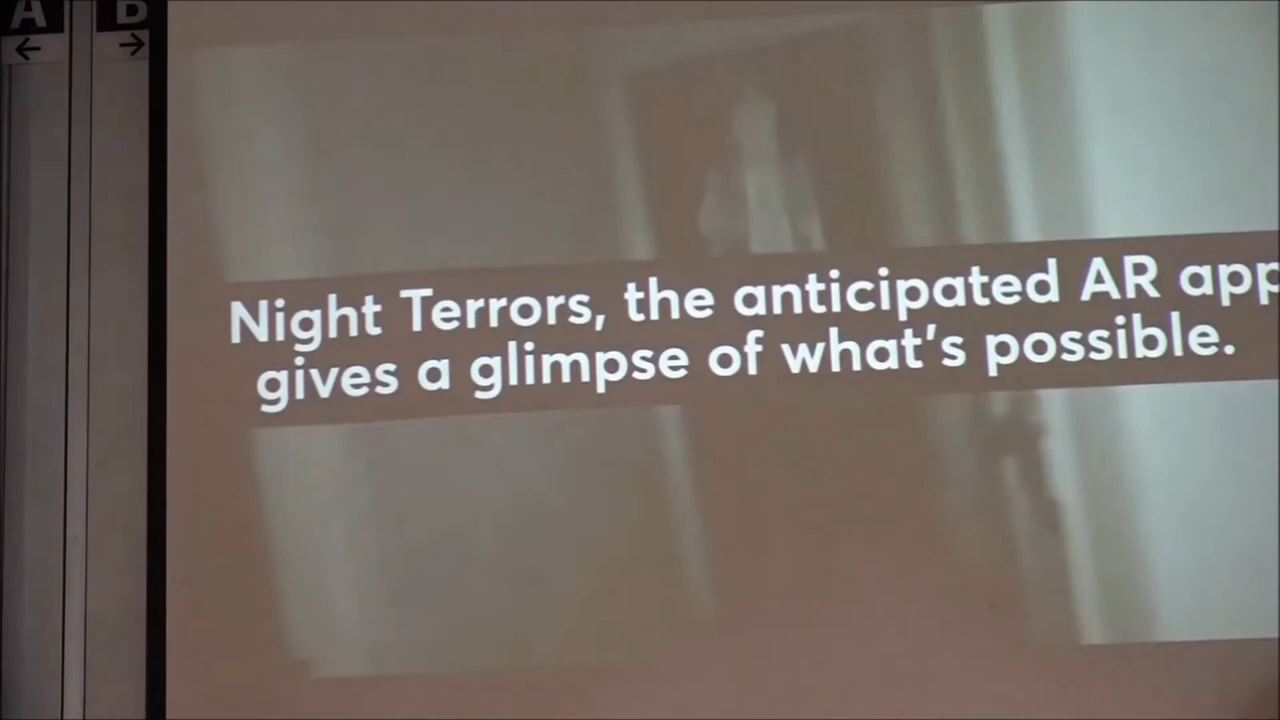 A B
← →
Night Terrors, the anticipated AR app
gives a glimpse of what's possible.